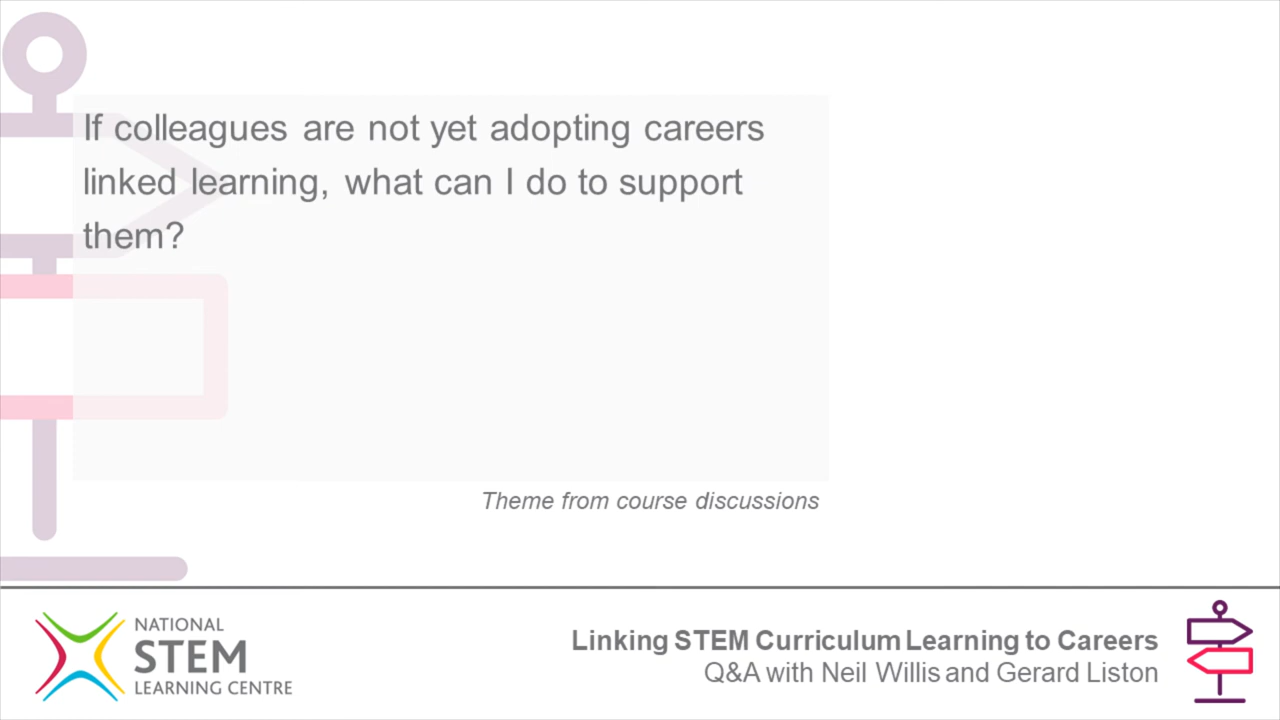 If colleagues are not yet adopting careers
linked learning, what can I do to support
them?
Theme from course discussions
NATIONAL
STEM
LEARNING CENTRE
Linking STEM Curriculum Learning to Careers
Q&A with Neil Willis and Gerard Liston